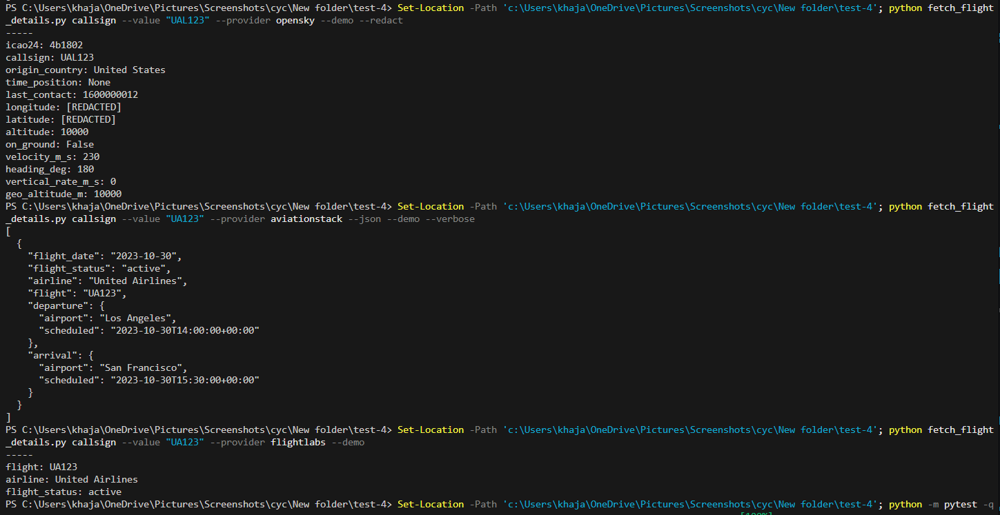 PS C:\Users\khaja\OneDrive\Pictures\Screenshots\cyc\New folder\test-4> Set-Location -Path 'c:\Users\khaja\OneDrive\Pictures\Screenshots\cyc\New folder\test-4'; python fetch_flight
_details.py callsign --value "UAL123" --provider opensky --demo --redact
-----
icao24: 4b1802
callsign: UAL123
origin_country: United States
time_position: None
last_contact: 1600000012
longitude: [REDACTED]
latitude: [REDACTED]
altitude: 10000
on_ground: False
velocity_m_s: 230
heading_deg: 180
vertical_rate_m_s: 0
geo_altitude_m: 10000
PS C:\Users\khaja\OneDrive\Pictures\Screenshots\cyc\New folder\test-4> Set-Location -Path 'c:\Users\khaja\OneDrive\Pictures\Screenshots\cyc\New folder\test-4'; python fetch_flight
_details.py callsign --value "UA123" --provider aviationstack --json --demo --verbose
[
  {
    "flight_date": "2023-10-30",
    "flight_status": "active",
    "airline": "United Airlines",
    "flight": "UA123",
    "departure": {
      "airport": "Los Angeles",
      "scheduled": "2023-10-30T14:00:00+00:00"
    },
    "arrival": {
      "airport": "San Francisco",
      "scheduled": "2023-10-30T15:30:00+00:00"
    }
  }
]
PS C:\Users\khaja\OneDrive\Pictures\Screenshots\cyc\New folder\test-4> Set-Location -Path 'c:\Users\khaja\OneDrive\Pictures\Screenshots\cyc\New folder\test-4'; python fetch_flight
_details.py callsign --value "UA123" --provider flightlabs --demo
-----
flight: UA123
airline: United Airlines
flight_status: active
PS C:\Users\khaja\OneDrive\Pictures\Screenshots\cyc\New folder\test-4> Set-Location -Path 'c:\Users\khaja\OneDrive\Pictures\Screenshots\cyc\New folder\test-4'; python -m pytest -q
[100%]